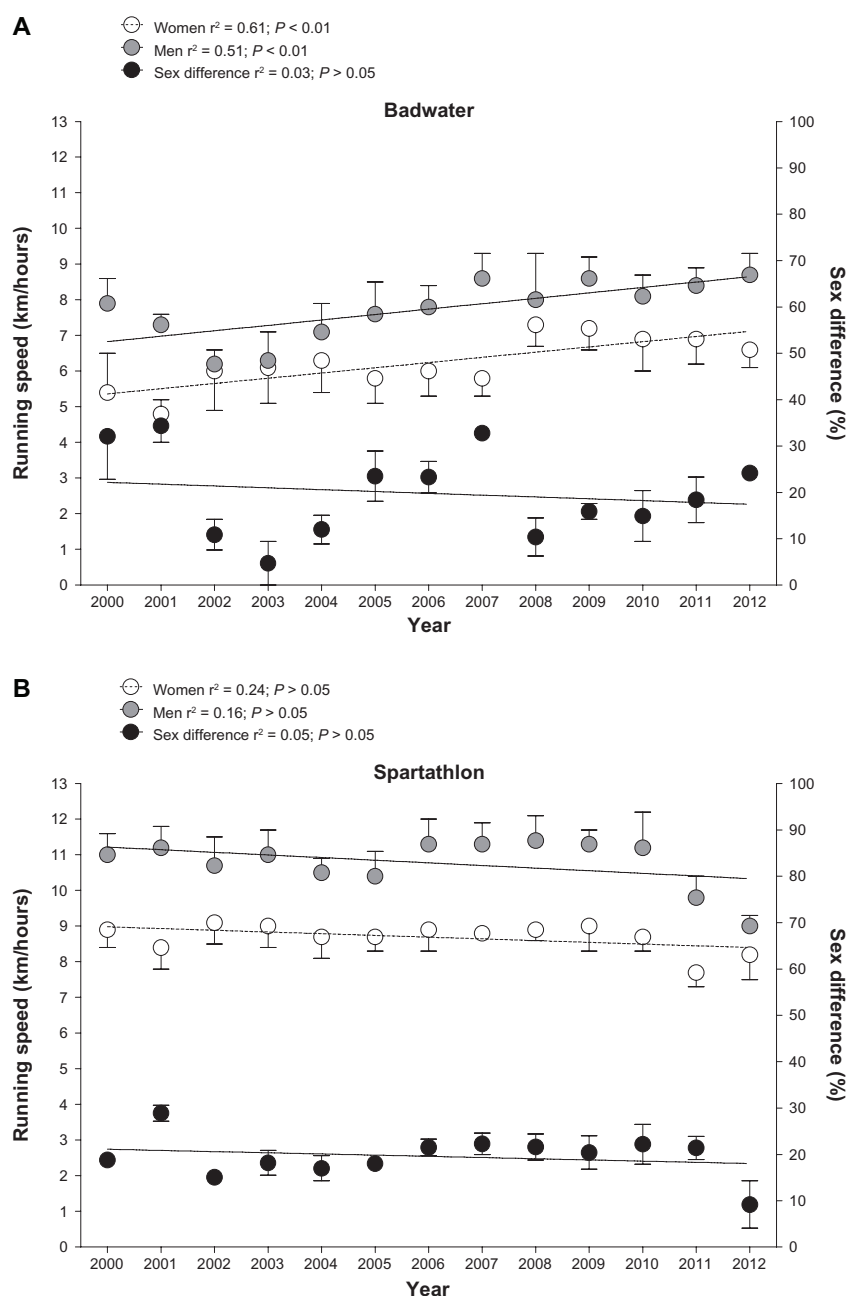 A
Women r² = 0.61; P < 0.01
Men r² = 0.51; P < 0.01
Sex difference r² = 0.03; P > 0.05
Badwater
13
12
11
10
9
8
7
6
5
4
3
2
1
0
Running speed (km/hours)
100
90
80
70
60
50
40
30
20
10
0
Sex difference (%)
2000 2001 2002 2003 2004 2005 2006 2007 2008 2009 2010 2011 2012
Year
B
Women r² = 0.24; P > 0.05
Men r² = 0.16; P > 0.05
Sex difference r² = 0.05; P > 0.05
Spartathlon
13
12
11
10
9
8
7
6
5
4
3
2
1
0
Running speed (km/hours)
100
90
80
70
60
50
40
30
20
10
0
Sex difference (%)
2000 2001 2002 2003 2004 2005 2006 2007 2008 2009 2010 2011 2012
Year